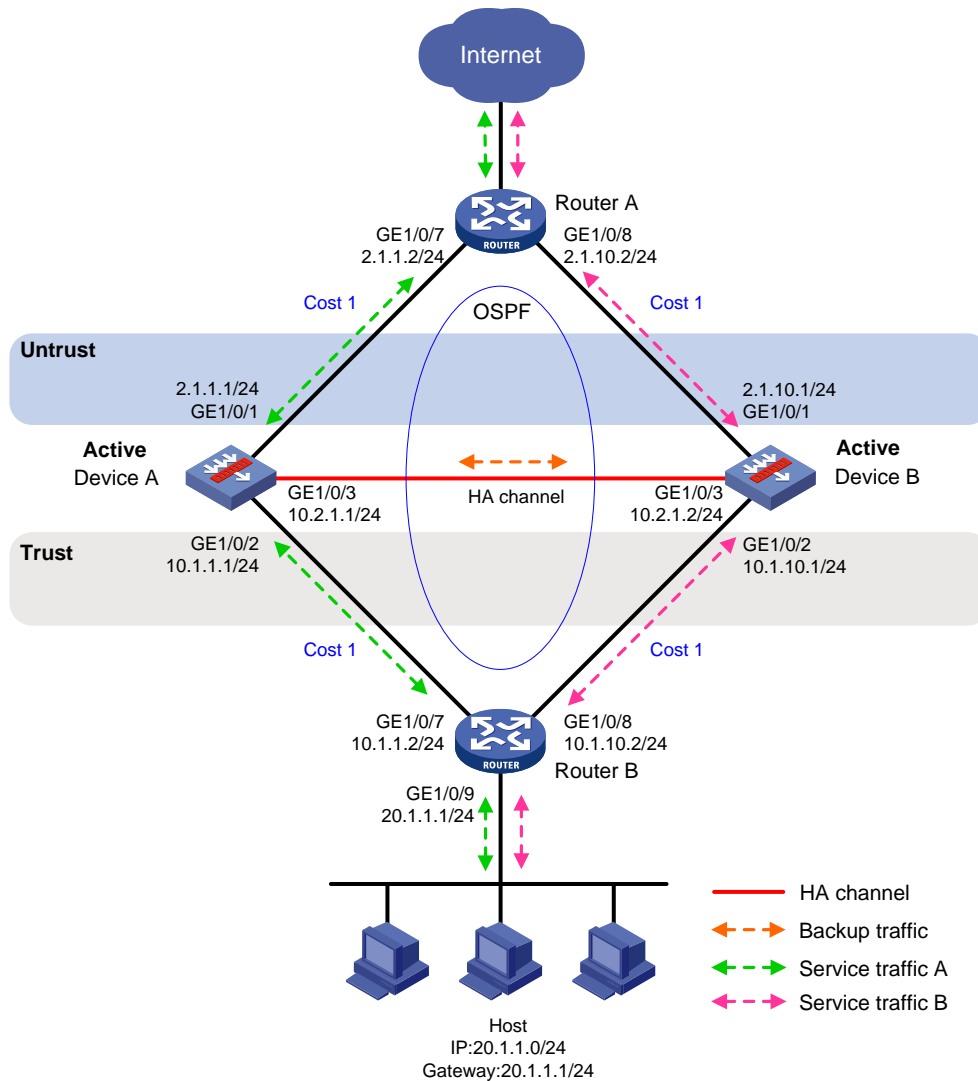 Internet
Router A
GE1/0/7
2.1.1.2/24
GE1/0/8
2.1.10.2/24
Cost 1
OSPF
Cost 1
Untrust
2.1.1.1/24
GE1/0/1
2.1.10.1/24
GE1/0/1
Active
Device A
Active
Device B
HA channel
GE1/0/3
10.2.1.1/24
GE1/0/3
10.2.1.2/24
Trust
GE1/0/2
10.1.1.1/24
GE1/0/2
10.1.10.1/24
Cost 1
Cost 1
GE1/0/7
10.1.1.2/24
ROUTER
GE1/0/8
10.1.10.2/24
Router B
ROUTER
GE1/0/9
20.1.1.1/24
HA channel
Backup traffic
Service traffic A
Service traffic B
Host
IP:20.1.1.0/24
Gateway:20.1.1.1/24